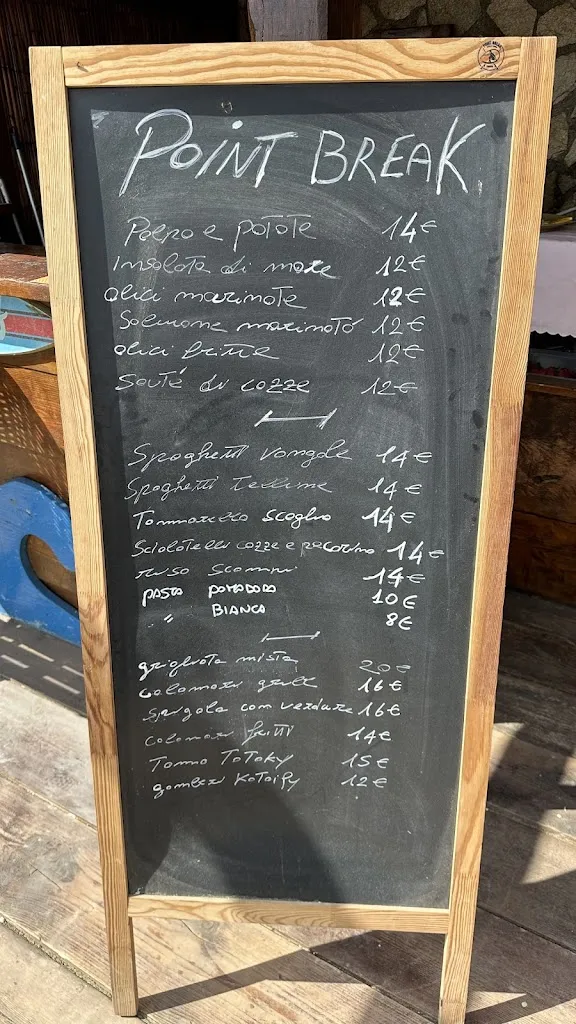 POINT BREAK
Polpo e patate 14€
Insalata di mare 12€
alici marinate 12€
Salmone marinato 12€
alici fritte 12€
Sauté di cozze 12€
Spaghetti vongole 14€
Spaghetti telline 14€
Tonnarello scoglio 14€
Scialatelli cozze e pecorino 14€
riso scampi 14€
PASTA POMODORO 10€
" BIANCA 8€
grigliata mista 20€
calamari grill 16€
spigola con verdure 16€
calamari fritti 14€
Tonno Tataky 15€
gamberi Kataify 12€